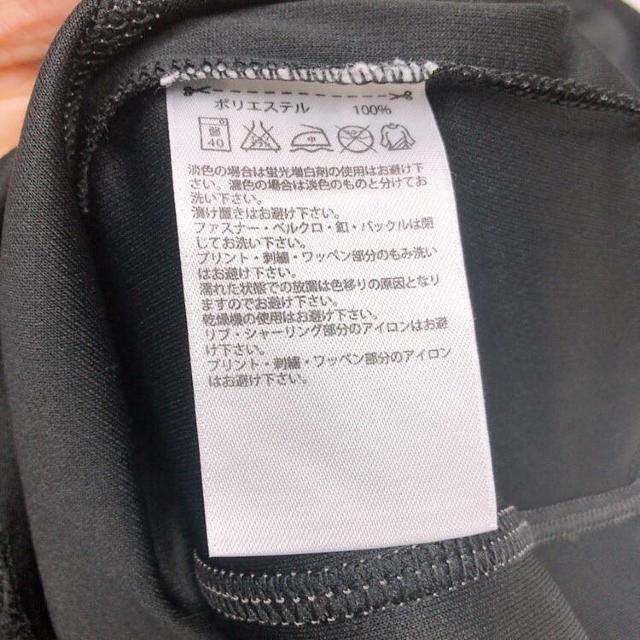 ポリエステル 100%
弱
40
淡色の場合は蛍光増白剤の使用はお避け下
さい。濃色の場合は淡色のものと分けてお
洗い下さい。
漬け置きはお避け下さい。
ファスナー・ベルクロ・釦・バックルは閉
じてお洗い下さい。
プリント・刺繍・ワッペン部分のもみ洗い
はお避け下さい。
濡れた状態での放置は色移りの原因となり
ますのでお避け下さい。
乾燥機の使用はお避け下さい。
リブ・シャーリング部分のアイロンはお避
け下さい。
プリント・刺繍・ワッペン部分のアイロン
はお避け下さい。